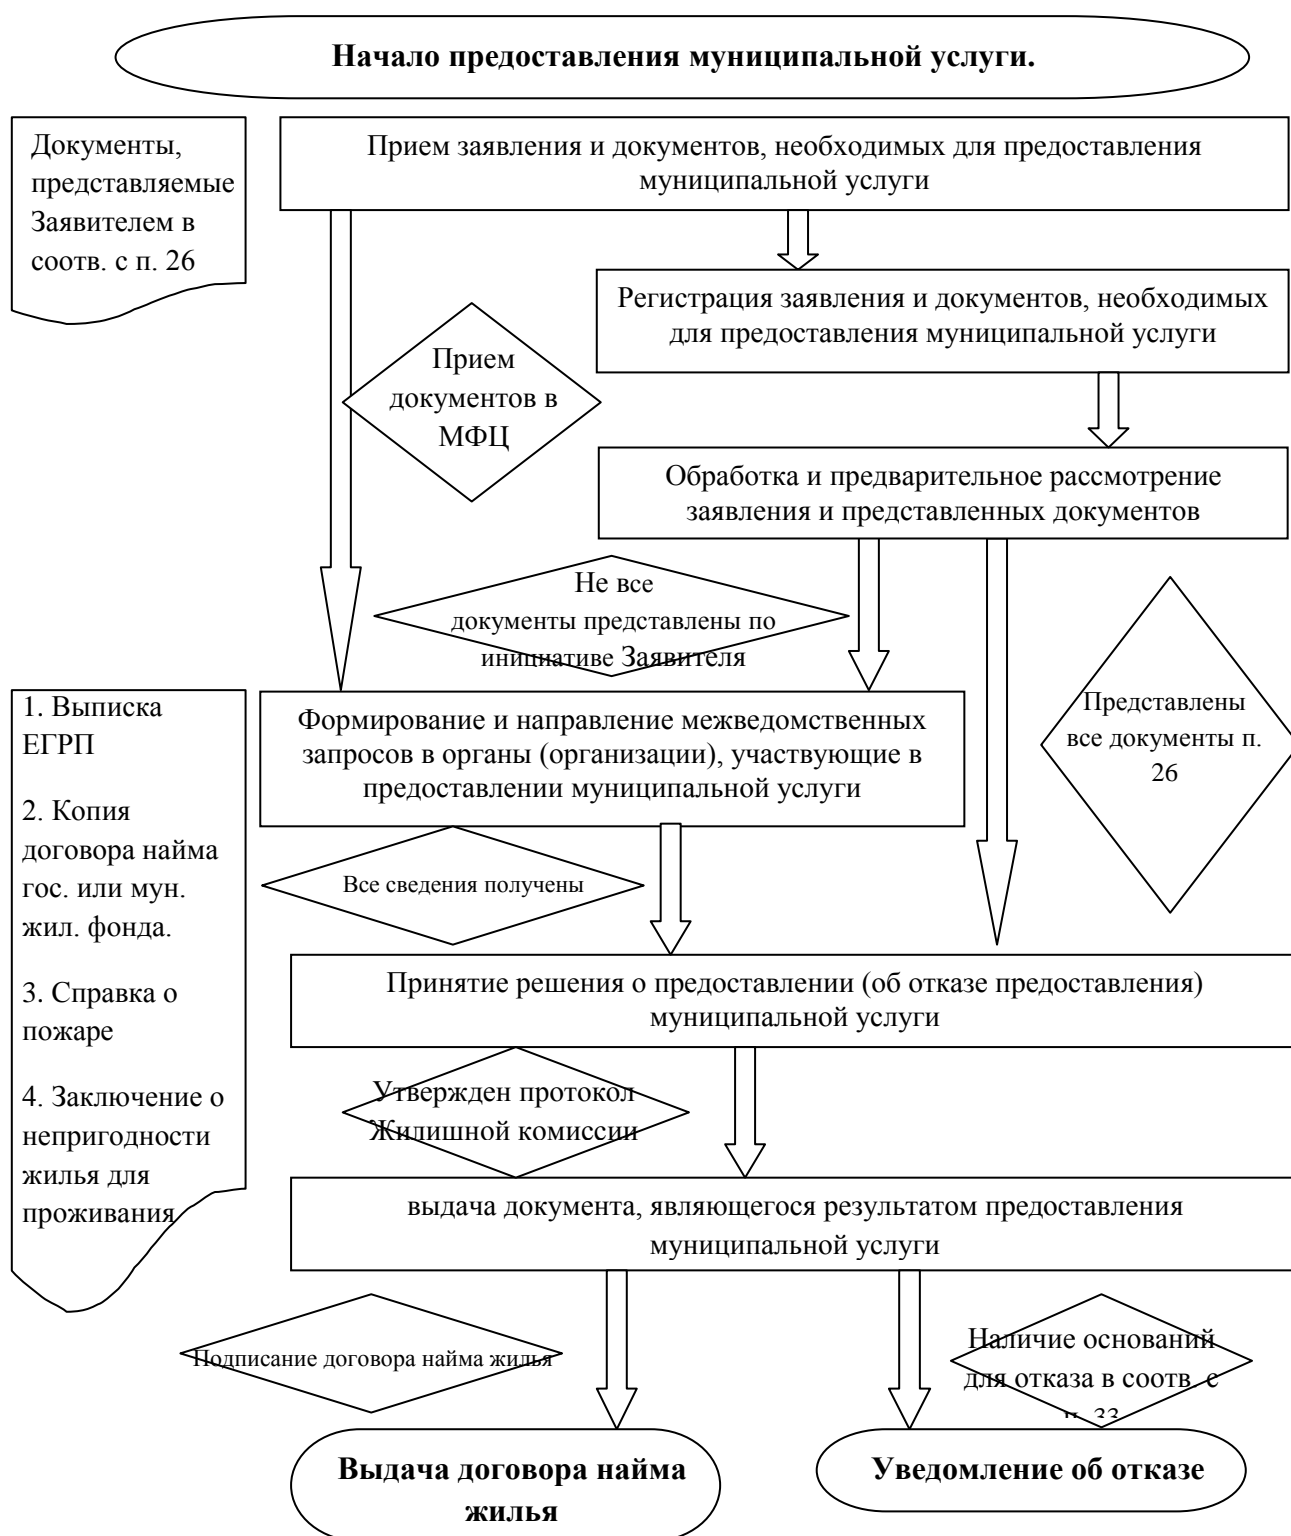 Начало предоставления муниципальной услуги.
Документы,
представляемые
Заявителем в
соотв. с п. 26
Прием заявления и документов, необходимых для предоставления
муниципальной услуги
Регистрация заявления и документов, необходимых
для предоставления муниципальной услуги
Прием
документов в
МФЦ
Обработка и предварительное рассмотрение
заявления и представленных документов
Не все
документы представлены по
инициативе Заявителя
Представлены
все документы п.
26
1. Выписка
ЕГРП
2. Копия
договора найма
гос. или мун.
жил. фонда.
3. Справка о
пожаре
4. Заключение о
непригодности
жилья для
проживания
Формирование и направление межведомственных
запросов в органы (организации), участвующие в
предоставлении муниципальной услуги
Все сведения получены
Принятие решения о предоставлении (об отказе предоставления)
муниципальной услуги
Утвержден протокол
Жилишной комиссии
выдача документа, являющегося результатом предоставления
муниципальной услуги
Подписание договора найма жилья
Наличие оснований
для отказа в соотв. с
п. 33
Выдача договора найма
жилья
Уведомление об отказе